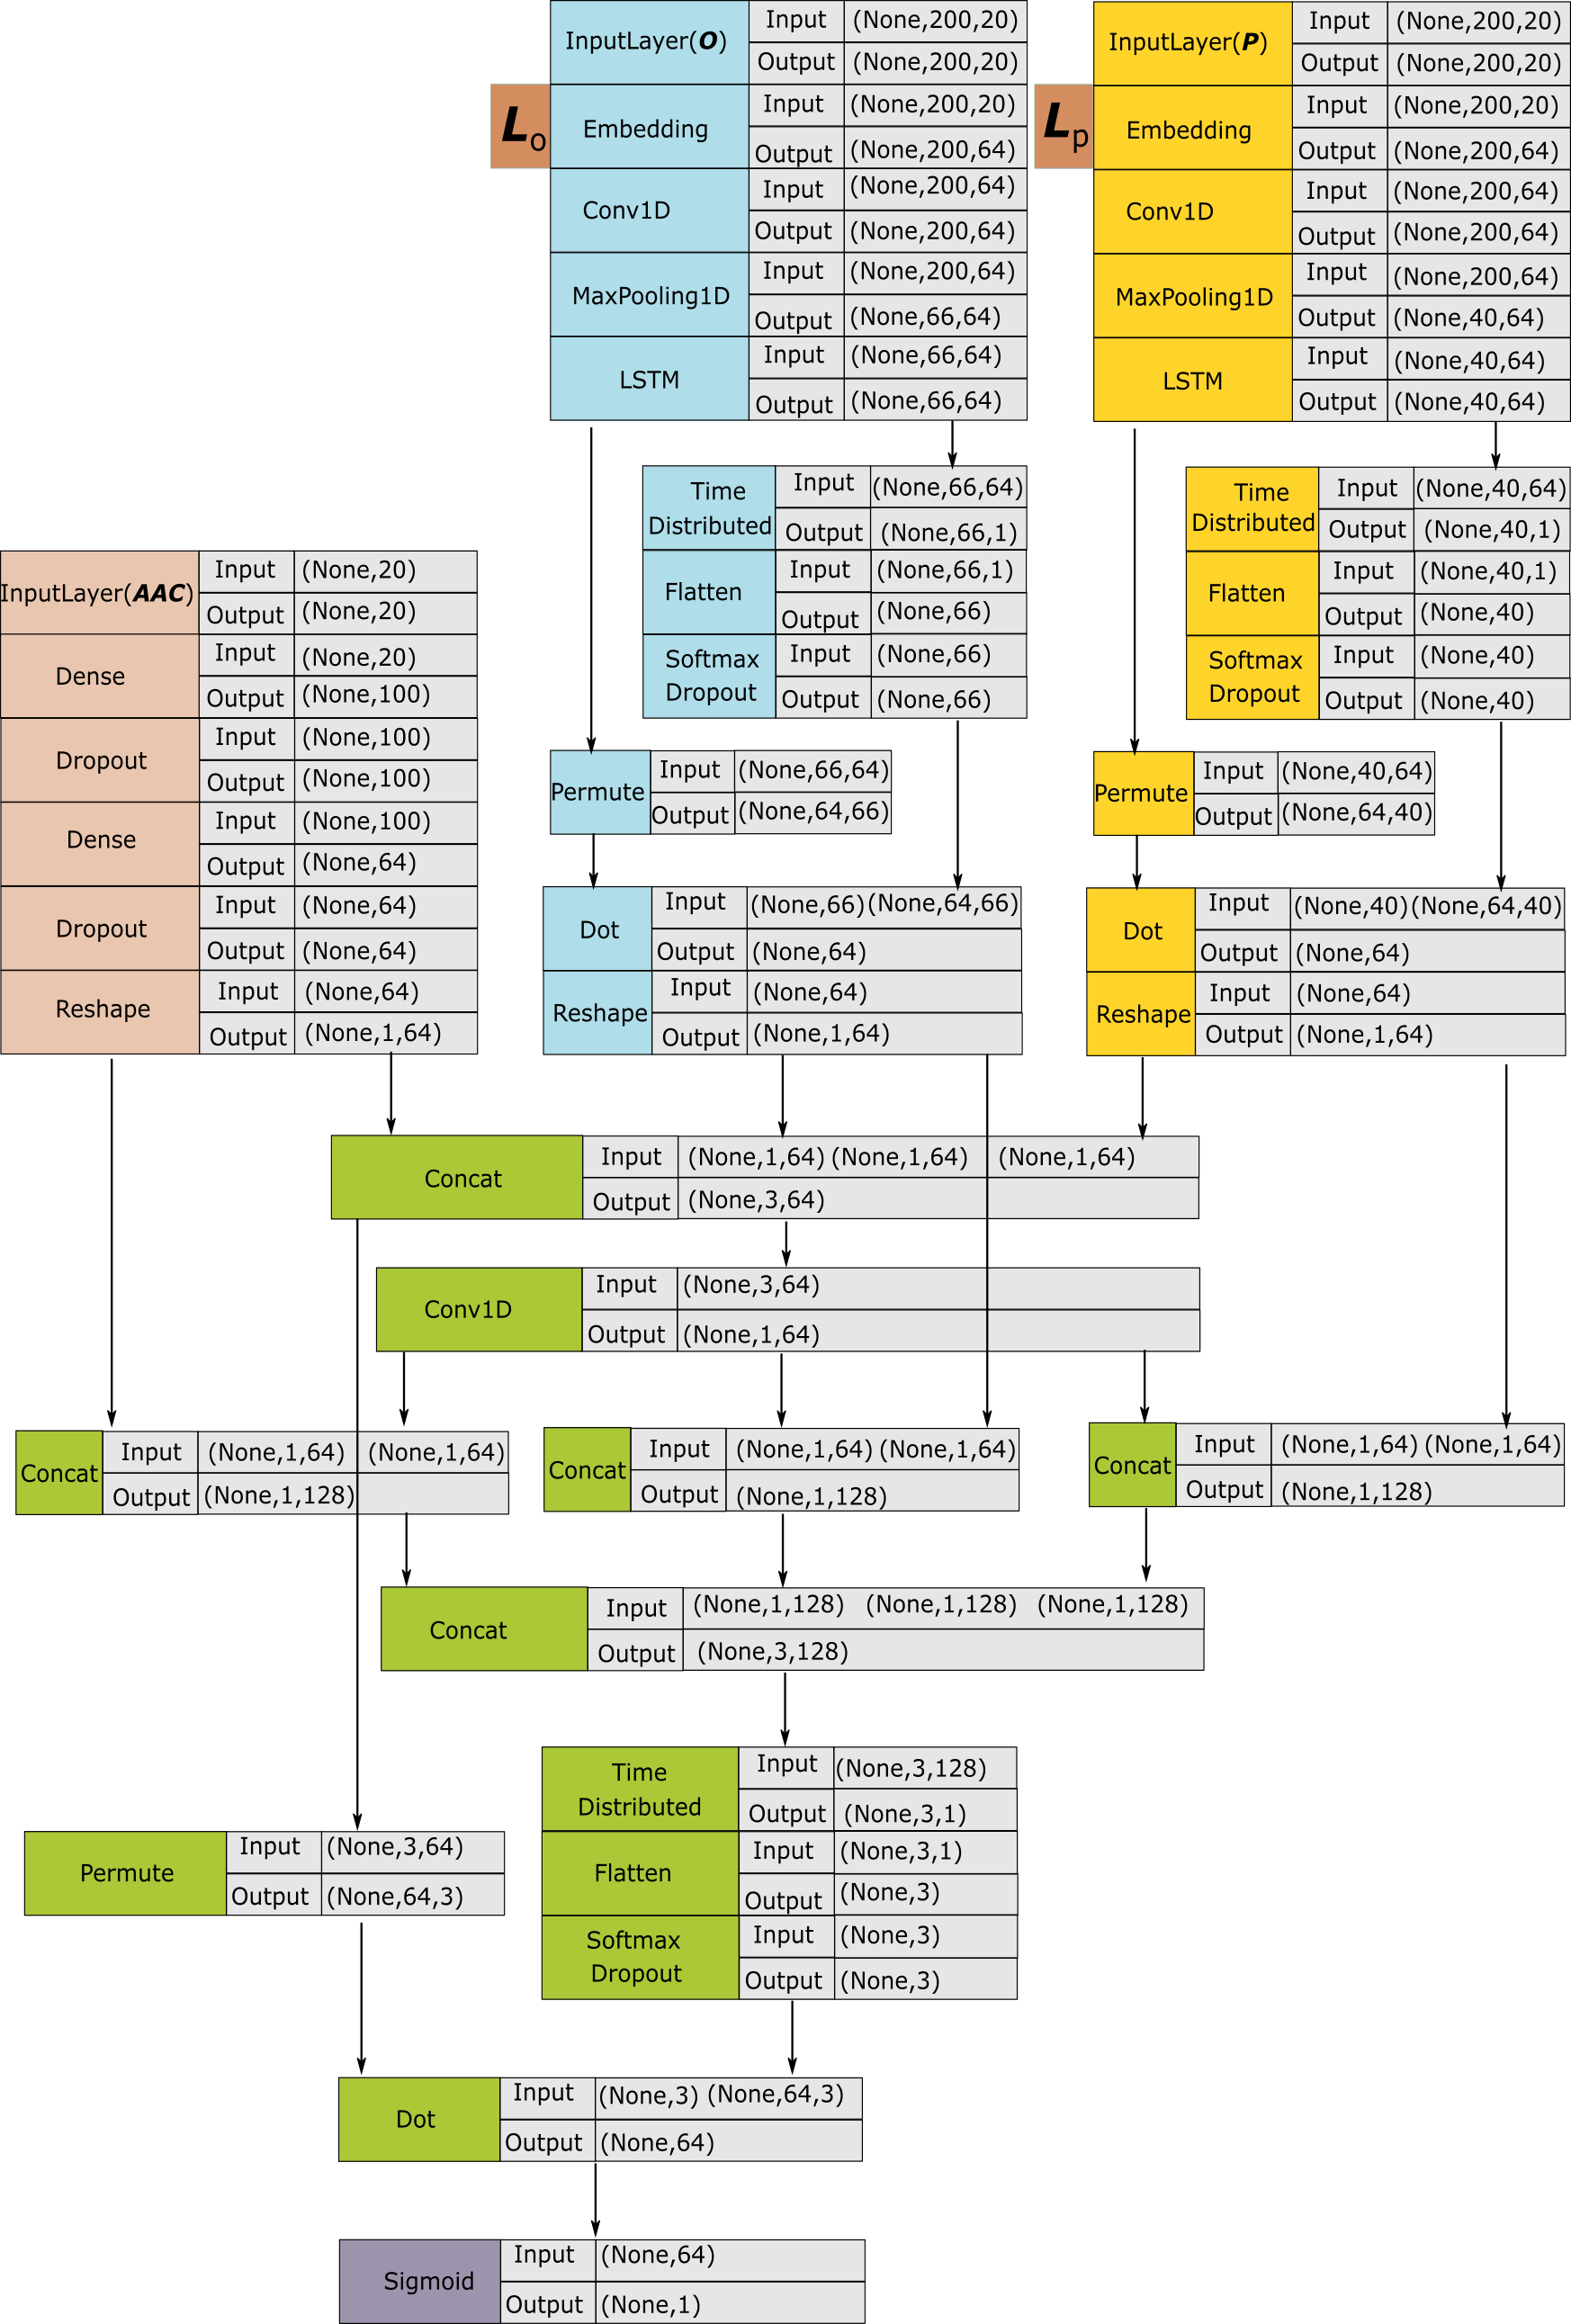 InputLayer(O) Input (None,200,20)
Output (None,200,20)
Lo
Embedding Input (None,200,20)
Output (None,200,64)
Conv1D Input (None,200,64)
Output (None,200,64)
MaxPooling1D Input (None,200,64)
Output (None,66,64)
LSTM Input (None,66,64)
Output (None,66,64)
InputLayer(P) Input (None,200,20)
Output (None,200,20)
Lp
Embedding Input (None,200,20)
Output (None,200,64)
Conv1D Input (None,200,64)
Output (None,200,64)
MaxPooling1D Input (None,200,64)
Output (None,40,64)
LSTM Input (None,40,64)
Output (None,40,64)
Time Input (None,66,64)
Distributed Output (None,66,1)
Flatten Input (None,66,1)
Output (None,66)
Softmax Input (None,66)
Dropout Output (None,66)
Time Input (None,40,64)
Distributed Output (None,40,1)
Flatten Input (None,40,1)
Output (None,40)
Softmax Input (None,40)
Dropout Output (None,40)
InputLayer(AAC) Input (None,20)
Output (None,20)
Dense Input (None,20)
Output (None,100)
Dropout Input (None,100)
Output (None,100)
Dense Input (None,100)
Output (None,64)
Dropout Input (None,64)
Output (None,64)
Reshape Input (None,64)
Output (None,1,64)
Permute Input (None,66,64)
Output (None,64,66)
Permute Input (None,40,64)
Output (None,64,40)
Dot Input (None,66) (None,64,66)
Output (None,64)
Reshape Input (None,64)
Output (None,1,64)
Dot Input (None,40) (None,64,40)
Output (None,64)
Reshape Input (None,64)
Output (None,1,64)
Concat Input (None,1,64) (None,1,64) (None,1,64)
Output (None,3,64)
Conv1D Input (None,3,64)
Output (None,1,64)
Concat Input (None,1,64) (None,1,64)
Output (None,1,128)
Concat Input (None,1,64) (None,1,64)
Output (None,1,128)
Concat Input (None,1,64) (None,1,64)
Output (None,1,128)
Concat Input (None,1,128) (None,1,128) (None,1,128)
Output (None,3,128)
Time Input (None,3,128)
Distributed Output (None,3,1)
Flatten Input (None,3,1)
Output (None,3)
Softmax Input (None,3)
Dropout Output (None,3)
Permute Input (None,3,64)
Output (None,64,3)
Dot Input (None,3) (None,64,3)
Output (None,64)
Sigmoid Input (None,64)
Output (None,1)